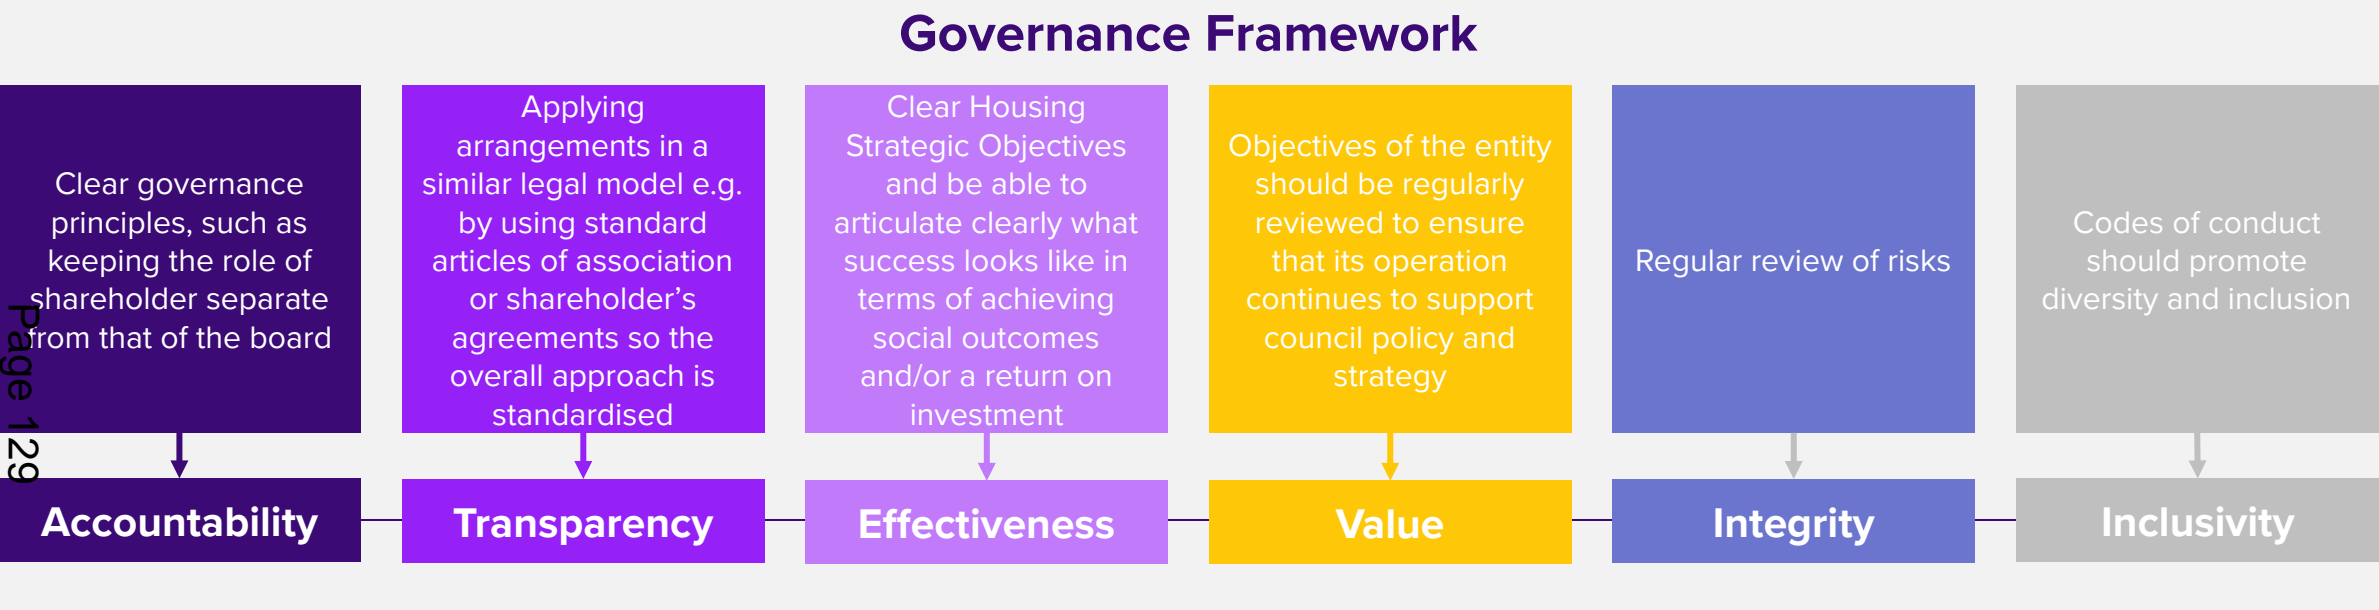 Governance Framework
Clear governance
principles, such as
keeping the role of
shareholder separate
from that of the board
Accountability
Applying
arrangements in a
similar legal model e.g.
by using standard
articles of association
or shareholder's
agreements so the
overall approach is
standardised
Transparency
Clear Housing
Strategic Objectives
and be able to
articulate clearly what
success looks like in
terms of achieving
social outcomes
and/or a return on
investment
Effectiveness
Objectives of the entity
should be regularly
reviewed to ensure
that its operation
continues to support
council policy and
strategy
Value
Regular review of risks
Integrity
Codes of conduct
should promote
diversity and inclusion
Inclusivity
Page 129